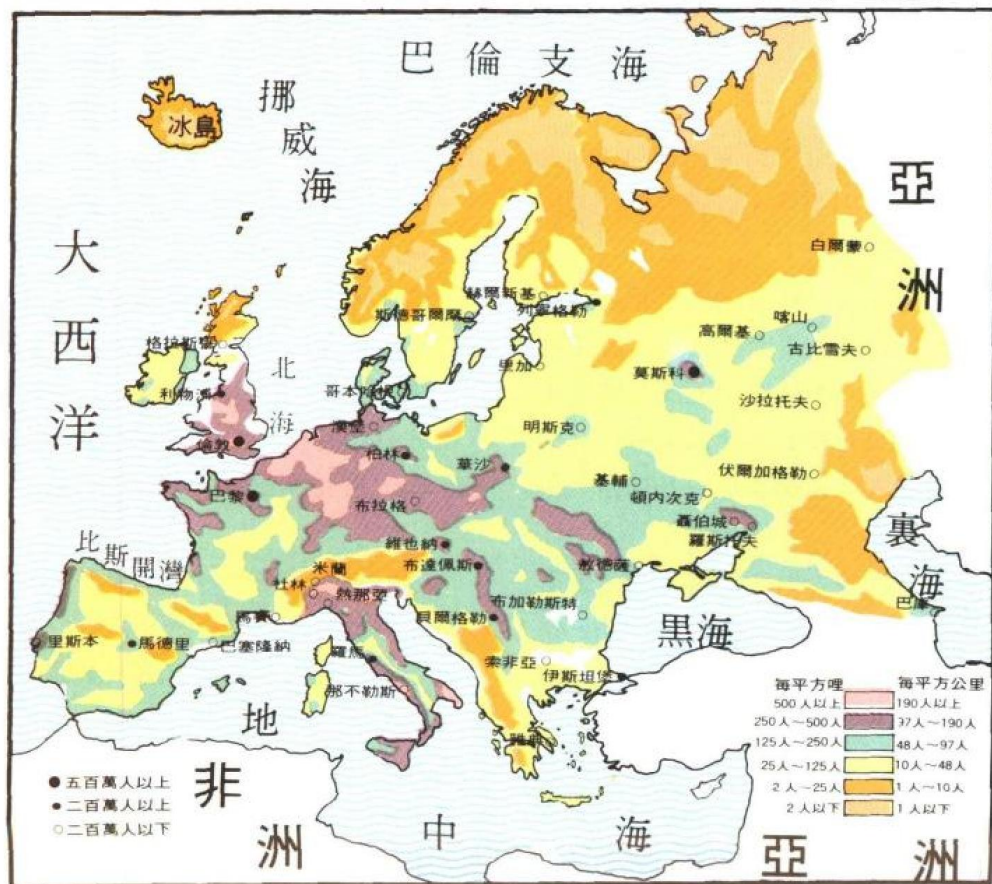 巴倫支海
挪威海
冰島
亞洲
大西洋
白爾蒙
赫爾新基
列寧格勒
斯德哥爾摩
喀山
高爾基
古比雪夫
格拉斯哥
北海
里加
莫斯科
利物浦
哥本哈根
沙拉托夫
漢堡
明斯克
倫敦
柏林
華沙
伏爾加格勒
基輔
頓內次克
巴黎
布拉格
聶伯城
羅斯托夫
裏海
維也納
比斯開灣
米蘭
布達佩斯
敖德薩
杜林
熱那亞
巴庫
馬賽
布加勒斯特
貝爾格勒
黑海
里斯本
馬德里
巴塞隆納
羅馬
索非亞
伊斯坦堡
那不勒斯
雅典
地中海
每平方哩 每平方公里
500人以上 190人以上
250人～500人 97人～190人
125人～250人 48人～97人
25人～125人 10人～48人
2人～25人 1人～10人
2人以下 1人以下
五百萬人以上
二百萬人以上
二百萬人以下
非洲
亞洲